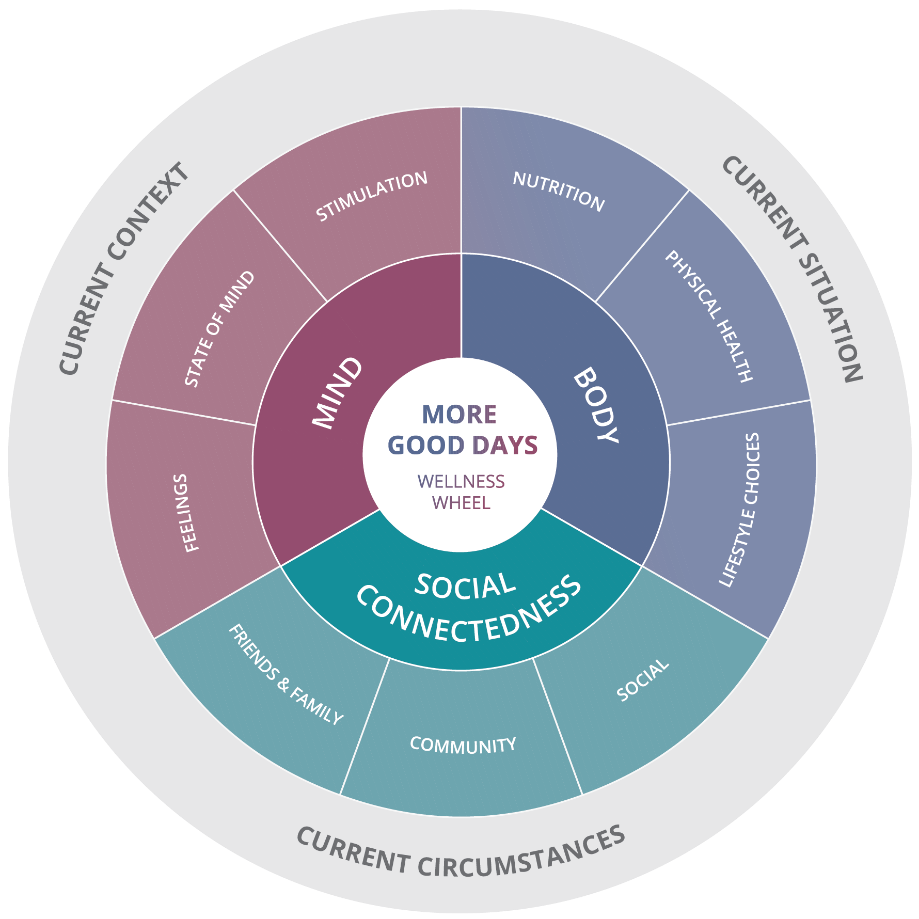 CURRENT CONTEXT
CURRENT SITUATION
CURRENT CIRCUMSTANCES
STIMULATION
NUTRITION
STATE OF MIND
PHYSICAL HEALTH
FEELINGS
LIFESTYLE CHOICES
FRIENDS & FAMILY
COMMUNITY
SOCIAL
MIND
BODY
SOCIAL
CONNECTEDNESS
MORE
GOOD DAYS
WELLNESS
WHEEL